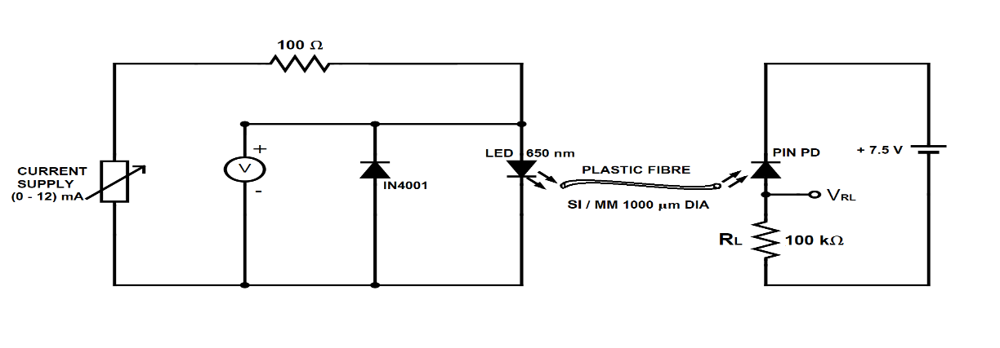 100 Ω
+
V
-
CURRENT
SUPPLY
(0 - 12) mA
IN4001
LED 650 nm
PLASTIC FIBRE
SI / MM 1000 µm DIA
PIN PD
+ 7.5 V
VRL
RL 100 kΩ